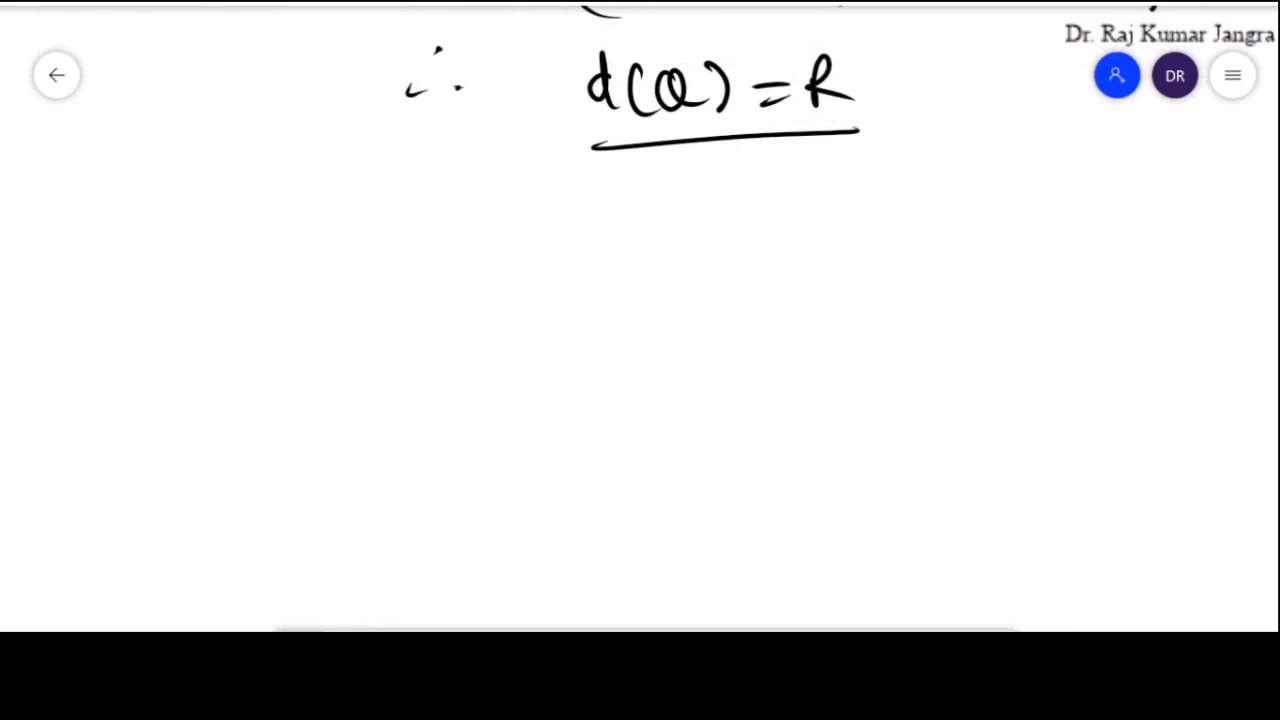 Dr. Raj Kumar Jangra
DR
∴ d(Q) = R